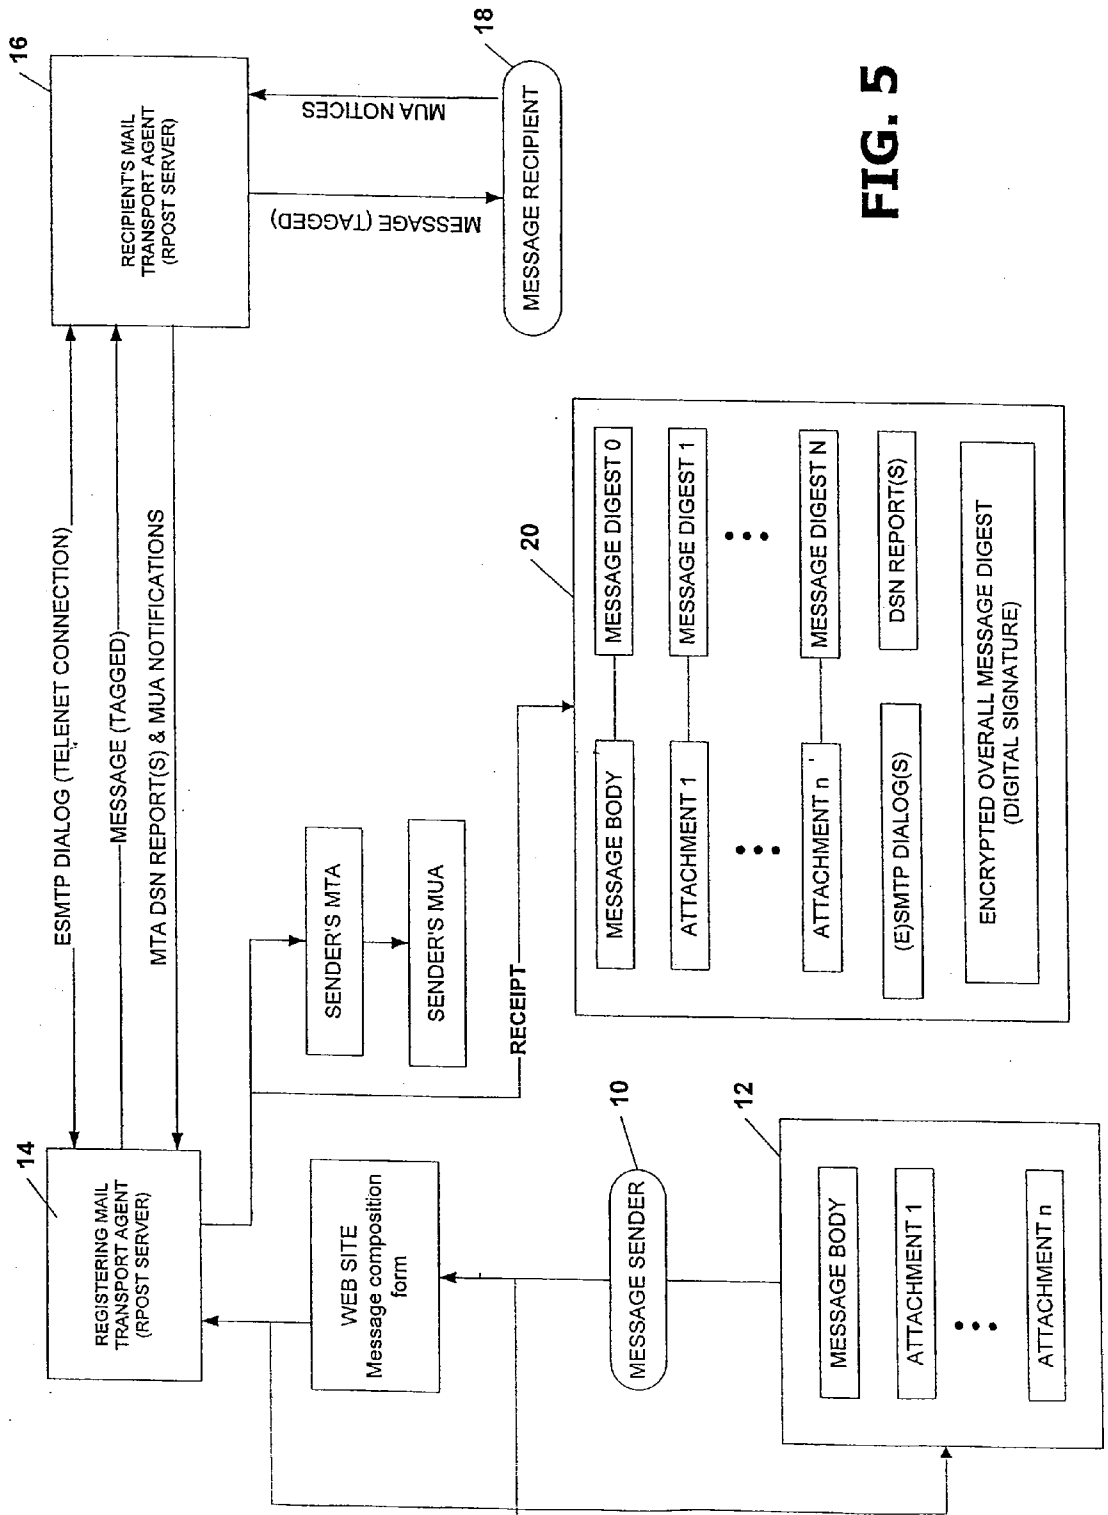 14
REGISTERING MAIL
TRANSPORT AGENT
(RPOST SERVER)
ESMTP DIALOG (TELENET CONNECTION)
MESSAGE (TAGGED)
MTA DSN REPORT(S) & MUA NOTIFICATIONS
16
RECIPIENT'S MAIL
TRANSPORT AGENT
(RPOST SERVER)
MESSAGE (TAGGED)
MUA NOTICES
18
MESSAGE RECIPIENT
WEB SITE
Message composition
form
SENDER'S MTA
SENDER'S MUA
RECEIPT
10
MESSAGE SENDER
12
MESSAGE BODY
ATTACHMENT 1
ATTACHMENT n
20
MESSAGE BODY
MESSAGE DIGEST 0
ATTACHMENT 1
MESSAGE DIGEST 1
ATTACHMENT n
MESSAGE DIGEST N
(E)SMTP DIALOG(S)
DSN REPORT(S)
ENCRYPTED OVERALL MESSAGE DIGEST
(DIGITAL SIGNATURE)
FIG. 5